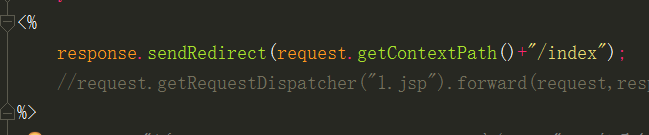 <%
response.sendRedirect(request.getContextPath()+"/index");
//request.getRequestDispatcher("1.jsp").forward(request,resp
%>